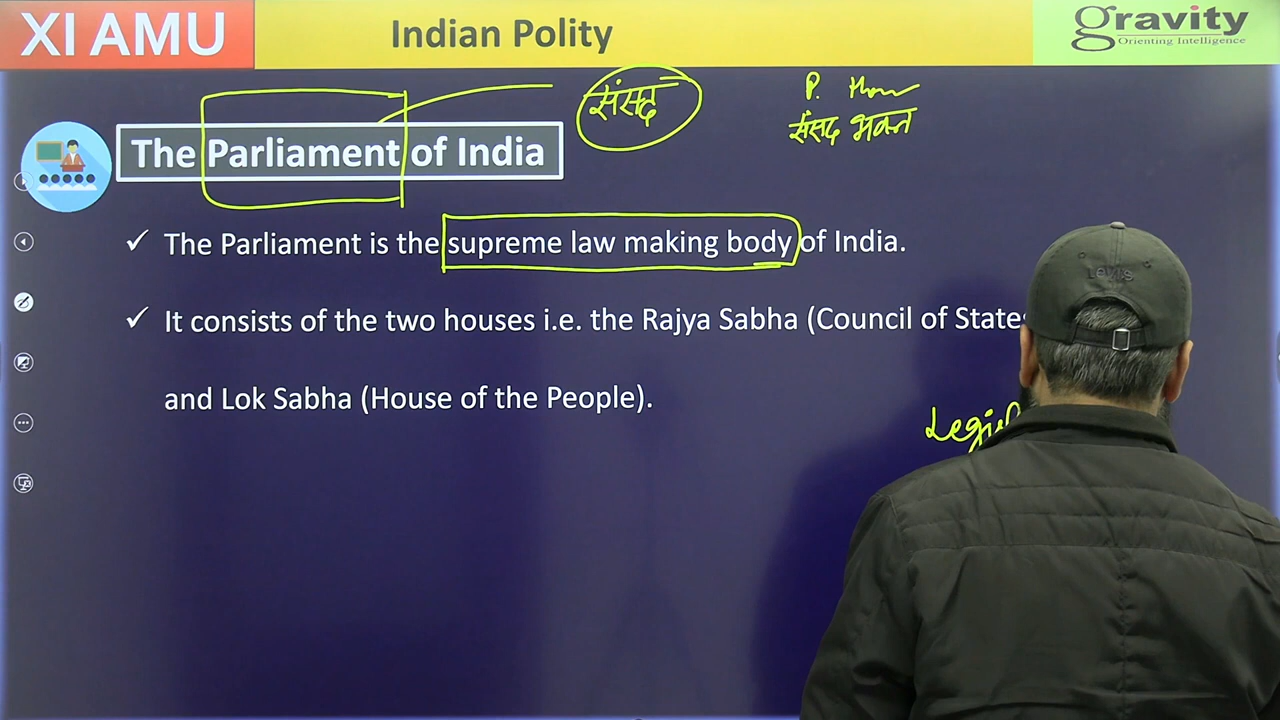 XI AMU
Indian Polity
gravity
Orienting Intelligence
संसद
P. House
संसद भवन
The Parliament of India
✓ The Parliament is the supreme law making body of India.
✓ It consists of the two houses i.e. the Rajya Sabha (Council of States
and Lok Sabha (House of the People).
Levi's